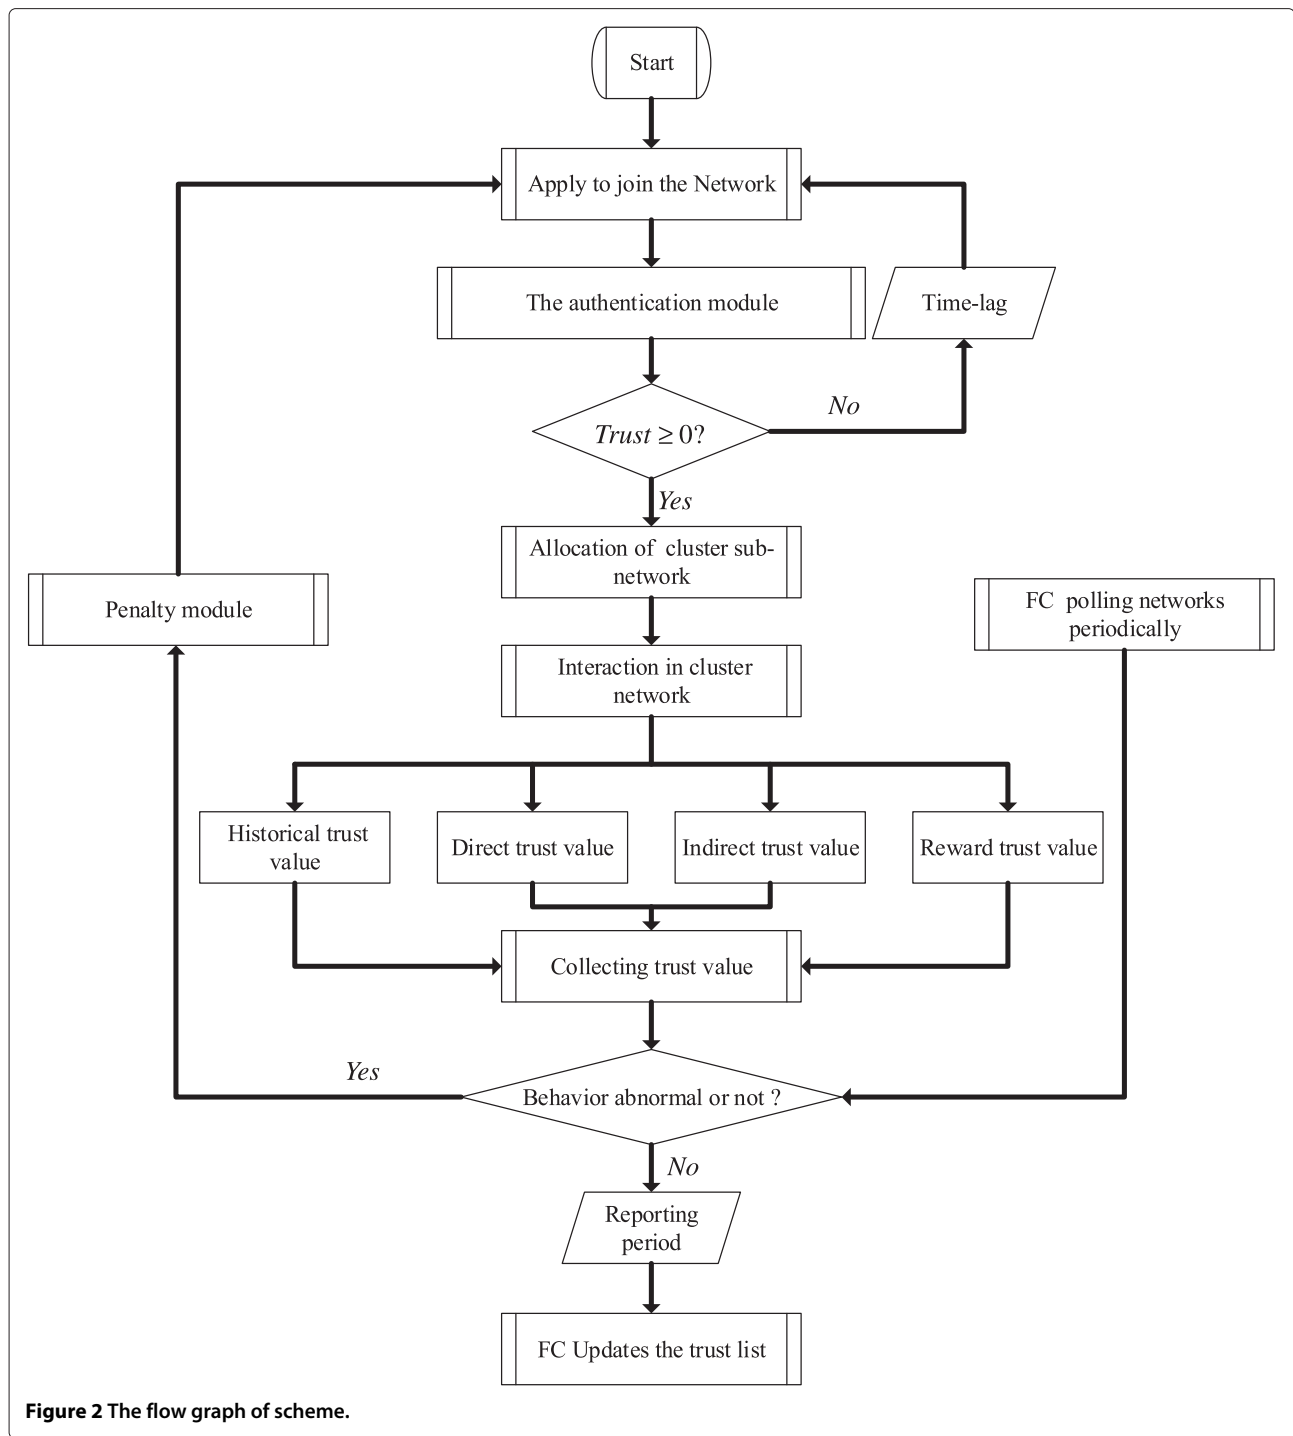 Start
Apply to join the Network
The authentication module
Time-lag
No
Trust ≥ 0?
Yes
Allocation of cluster sub-
network
Penalty module
FC polling networks
periodically
Interaction in cluster
network
Historical trust
value
Direct trust value
Indirect trust value
Reward trust value
Collecting trust value
Yes
Behavior abnormal or not ?
No
Reporting
period
FC Updates the trust list
Figure 2 The flow graph of scheme.